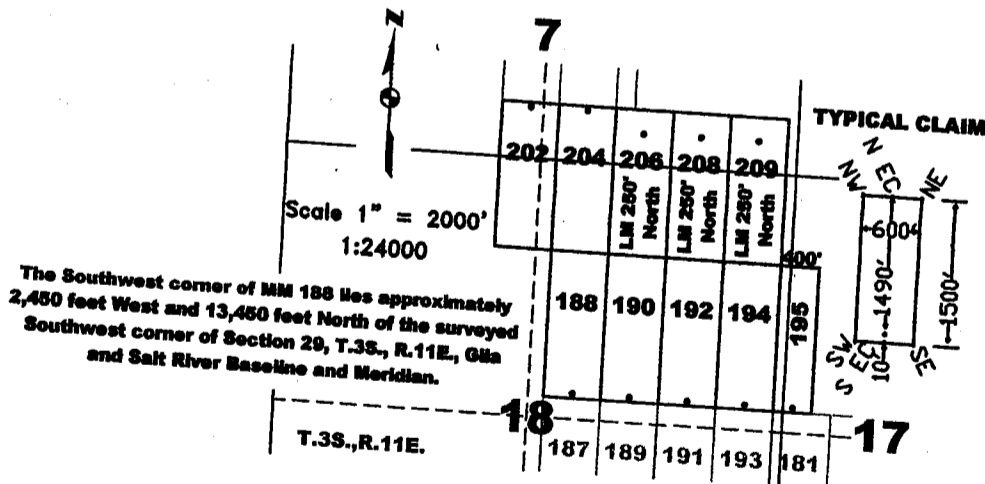 N
7
TYPICAL CLAIM
202 204 206 208 209
LM 250' North
LM 250' North
LM 250' North
N EC
NW
NE
600'
1490'
1500'
10'
SW
S EC
SE
Scale 1" = 2000'
1:24000
400'
The Southwest corner of MM 188 lies approximately
2,450 feet West and 13,450 feet North of the surveyed
Southwest corner of Section 29, T.3S., R.11E., Gila
and Salt River Baseline and Meridian.
188 190 192 194 195
18
17
T.3S.,R.11E.
187 189 191 193 181